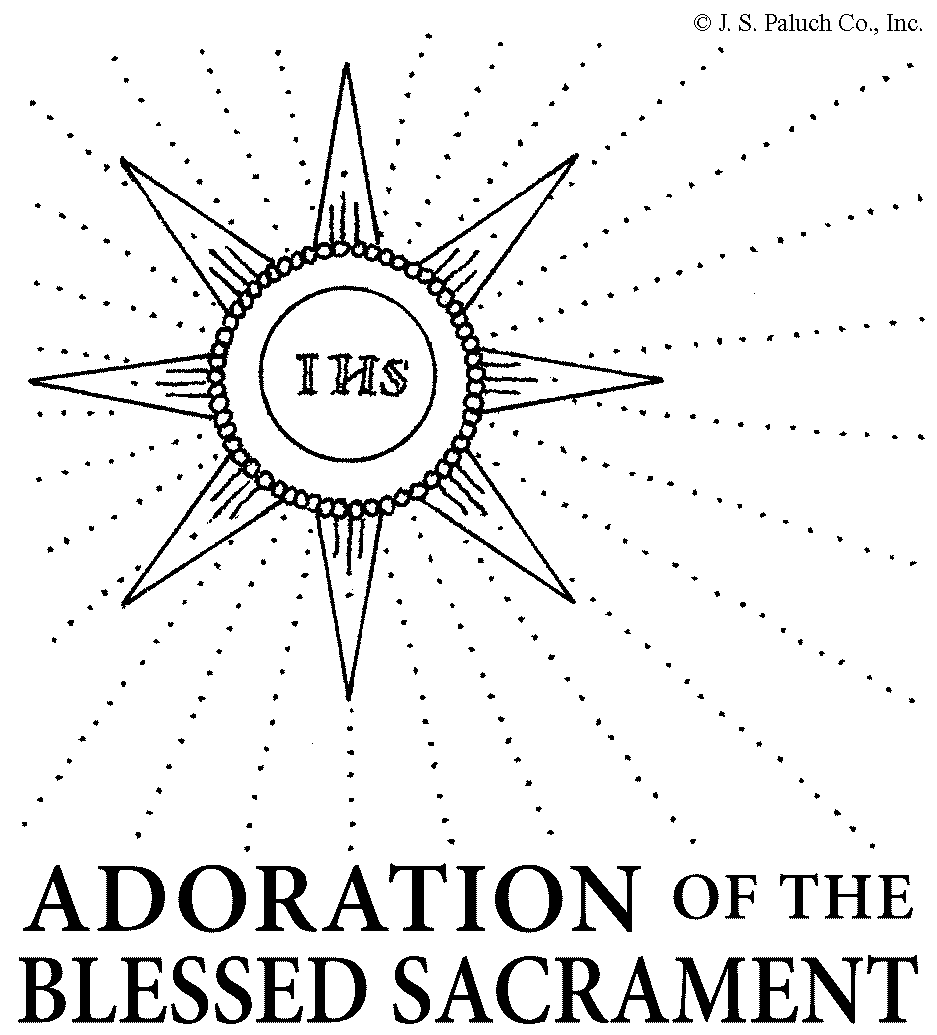 © J. S. Paluch Co., Inc.
IHS
ADORATION OF THE
BLESSED SACRAMENT